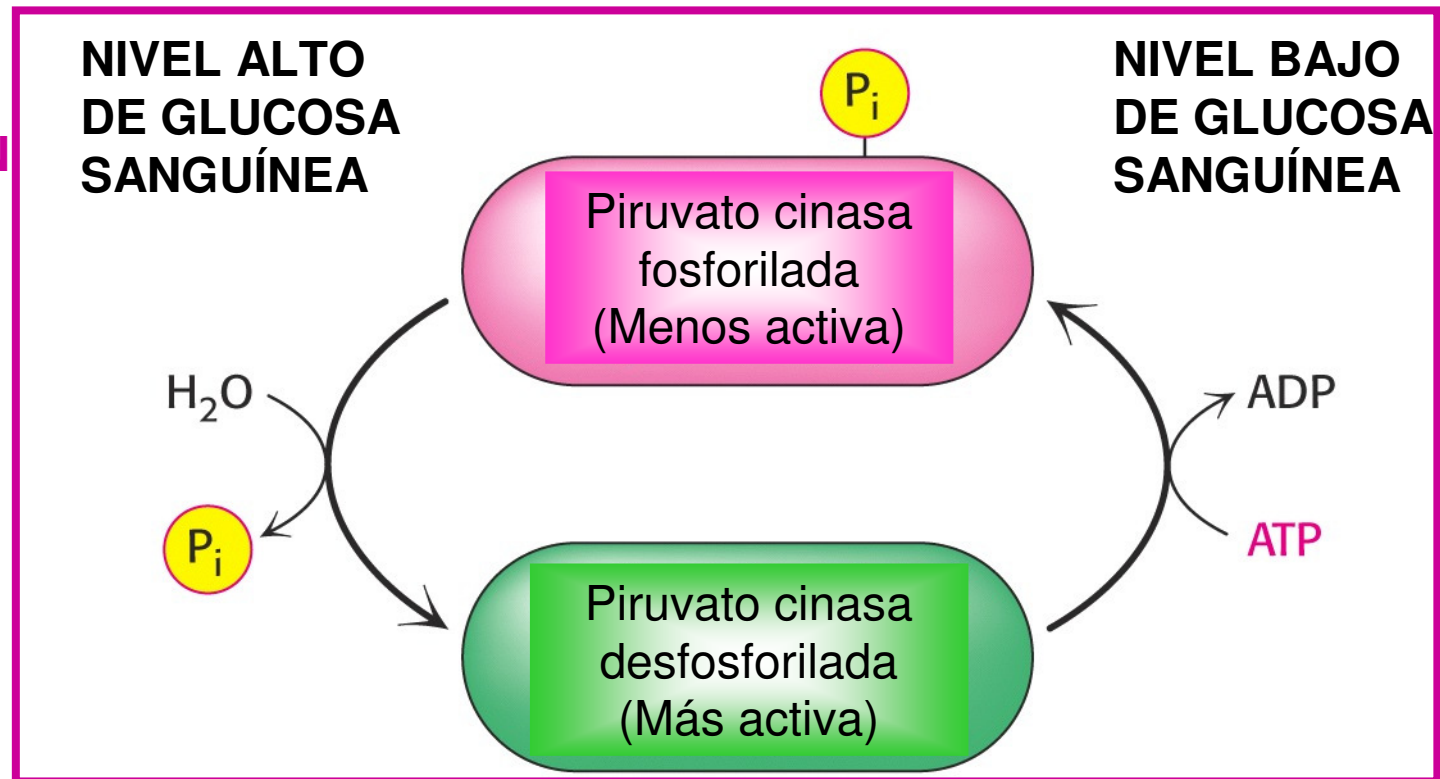 NIVEL ALTO
DE GLUCOSA
SANGUÍNEA
NIVEL BAJO
DE GLUCOSA
SANGUÍNEA
Pi
Piruvato cinasa
fosforilada
(Menos activa)
H₂O
Pi
ADP
ATP
Piruvato cinasa
desfosforilada
(Más activa)